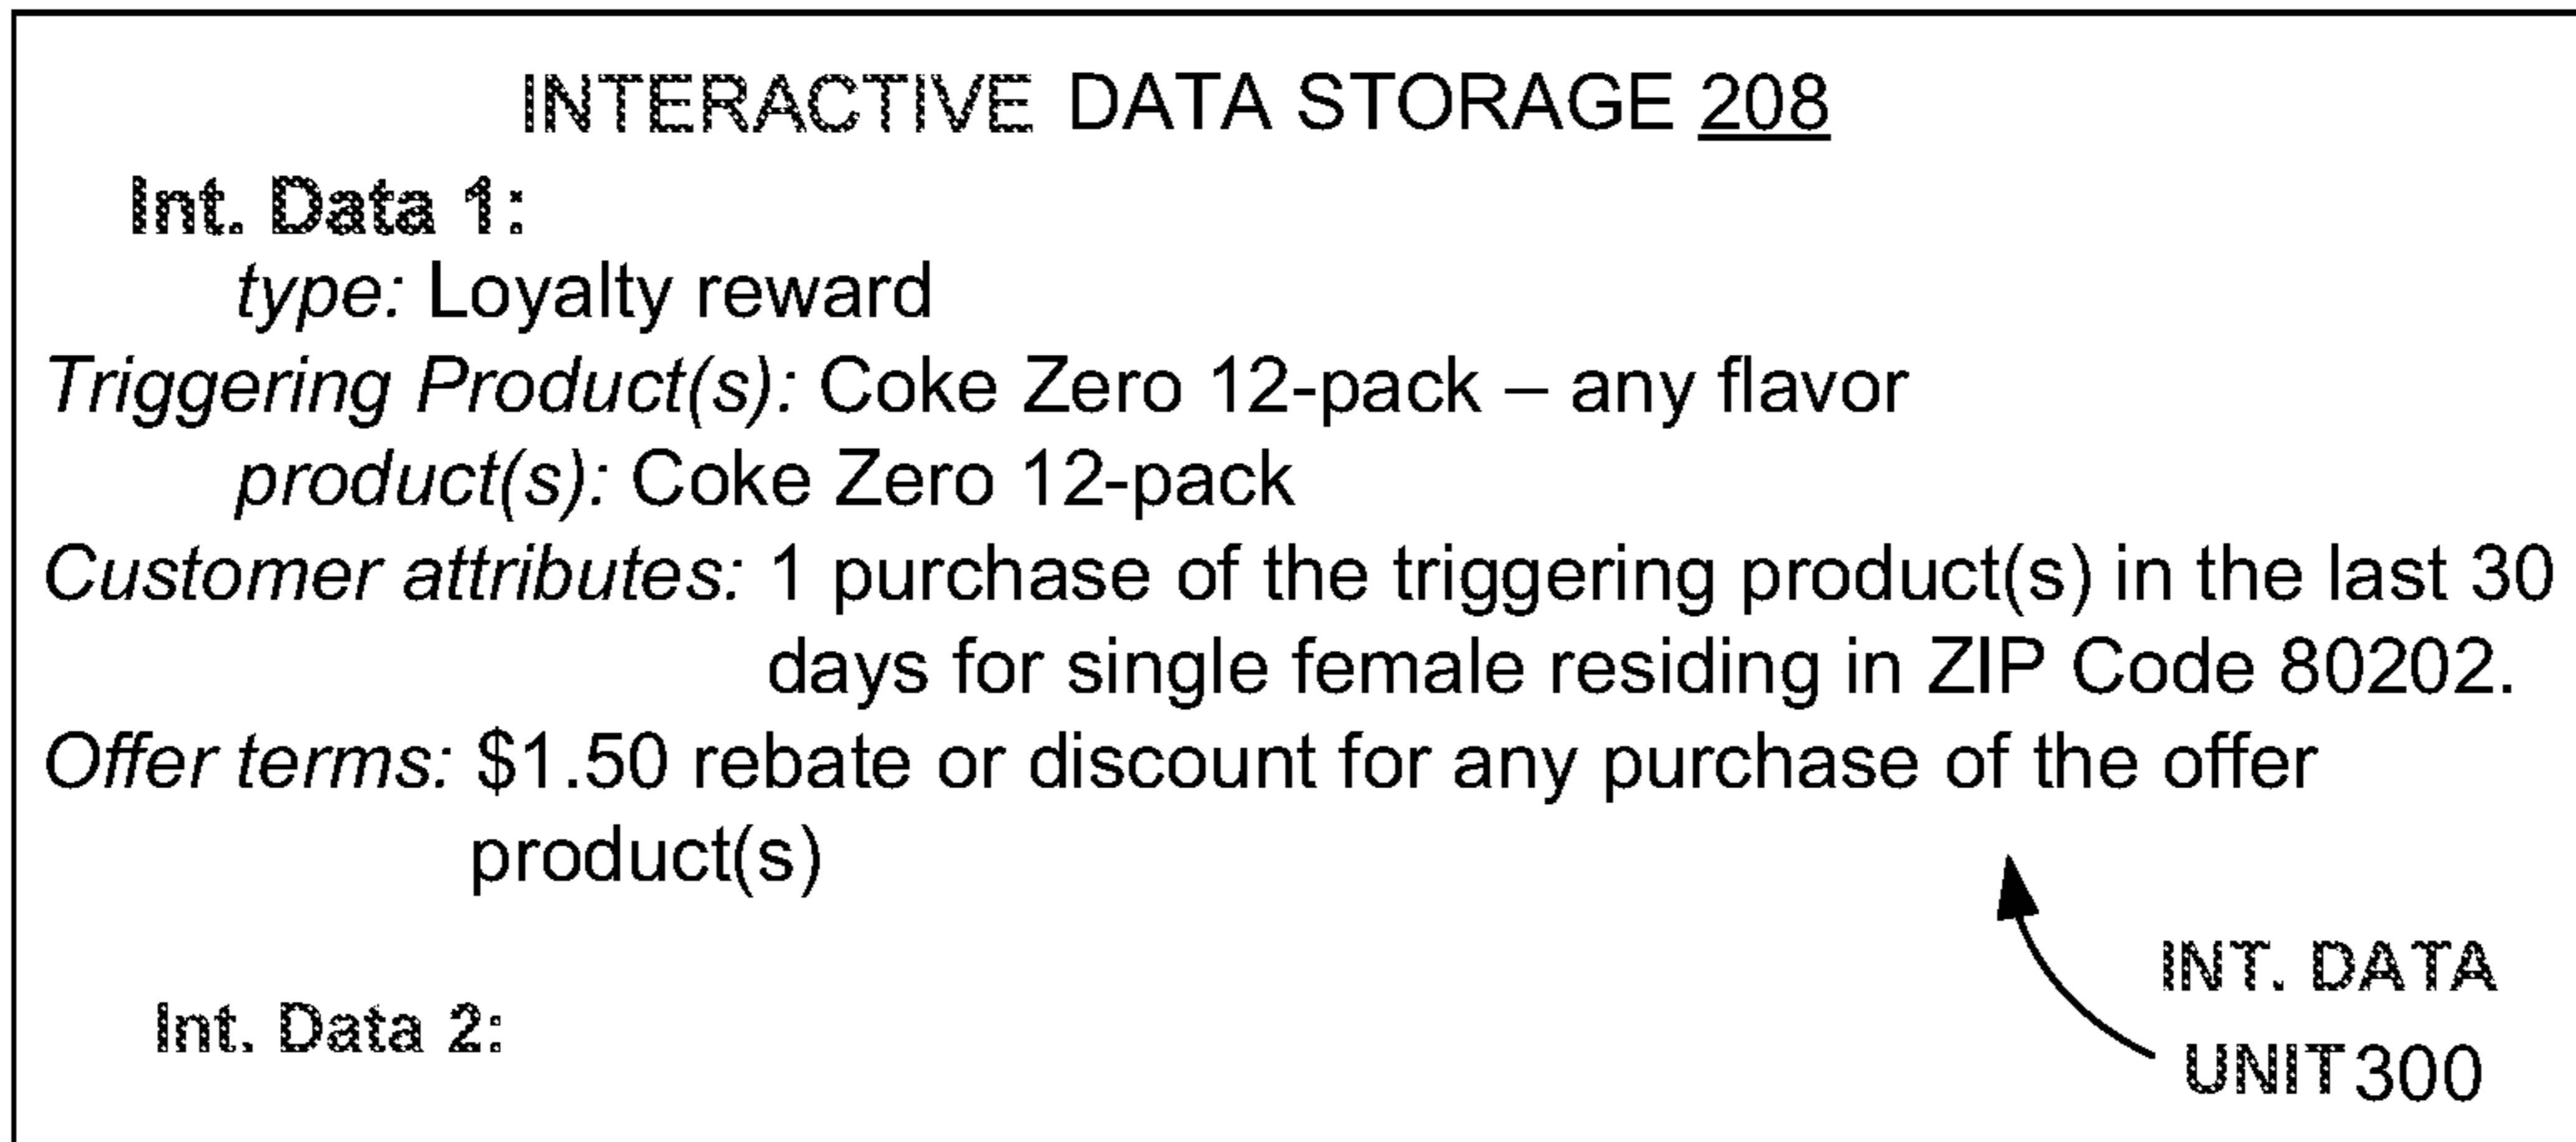 INTERACTIVE DATA STORAGE 208
Int. Data 1:
type: Loyalty reward
Triggering Product(s): Coke Zero 12-pack – any flavor
product(s): Coke Zero 12-pack
Customer attributes: 1 purchase of the triggering product(s) in the last 30
days for single female residing in ZIP Code 80202.
Offer terms: $1.50 rebate or discount for any purchase of the offer
product(s)
INT. DATA
Int. Data 2:
UNIT 300